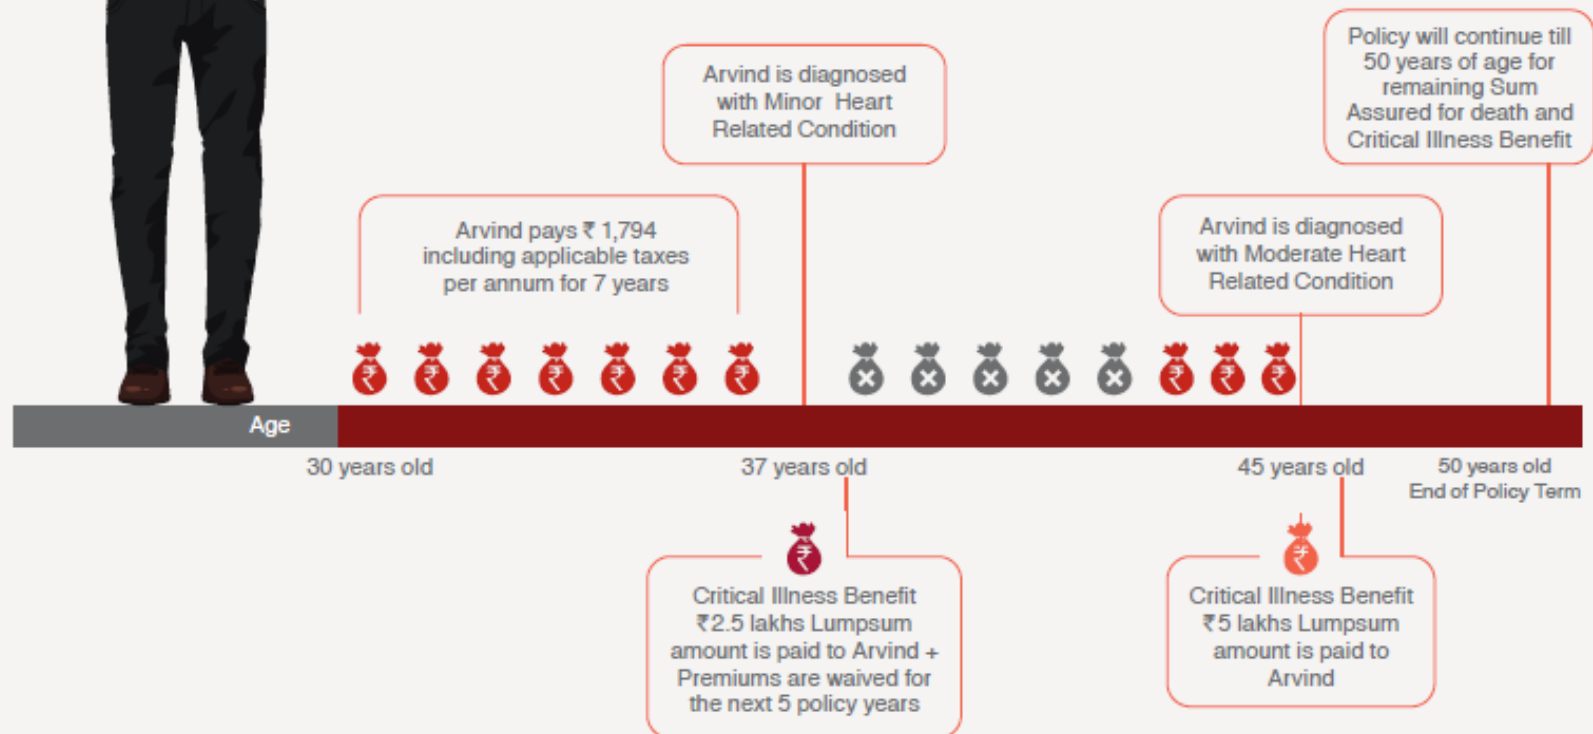 Policy will continue till
50 years of age for
remaining Sum
Assured for death and
Critical Illness Benefit
Arvind is diagnosed
with Minor Heart
Related Condition
Arvind pays ₹ 1,794
including applicable taxes
per annum for 7 years
Arvind is diagnosed
with Moderate Heart
Related Condition
₹ ₹ ₹ ₹ ₹ ₹ ₹ ₹ ₹ ₹
Age
30 years old
37 years old
45 years old
50 years old
End of Policy Term
₹
Critical Illness Benefit
₹2.5 lakhs Lumpsum
amount is paid to Arvind +
Premiums are waived for
the next 5 policy years
₹
Critical Illness Benefit
₹5 lakhs Lumpsum
amount is paid to
Arvind